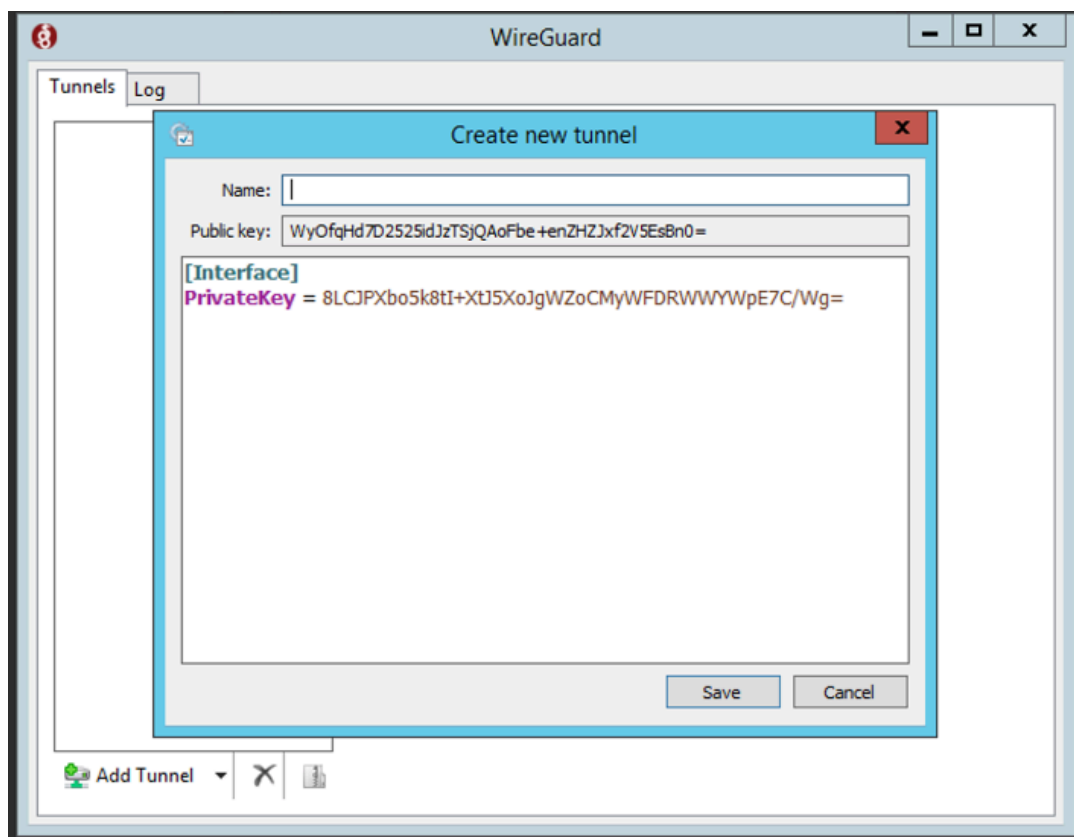 WireGuard
Tunnels
Log
Create new tunnel
Name:
Public key: WyOfqHd7D2525idJzTSjQAoFbe+enZHZJxf2V5EsBn0=
[Interface]
PrivateKey = 8LCJPXbo5k8tI+XtJ5XoJgWZoCMyWFDRWWYWpE7C/Wg=
Save
Cancel
Add Tunnel